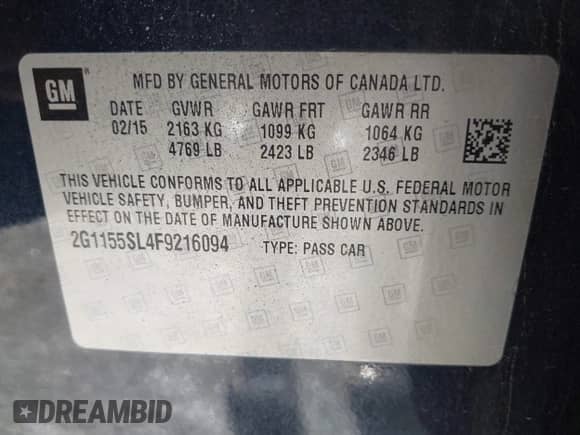 GM ® MFD BY GENERAL MOTORS OF CANADA LTD.
DATE GVWR GAWR FRT GAWR RR
02/15 2163 KG 1099 KG 1064 KG
4769 LB 2423 LB 2346 LB
THIS VEHICLE CONFORMS TO ALL APPLICABLE U.S. FEDERAL MOTOR
VEHICLE SAFETY, BUMPER, AND THEFT PREVENTION STANDARDS IN
EFFECT ON THE DATE OF MANUFACTURE SHOWN ABOVE.
2G1155SL4F9216094 TYPE: PASS CAR
DREAMBID